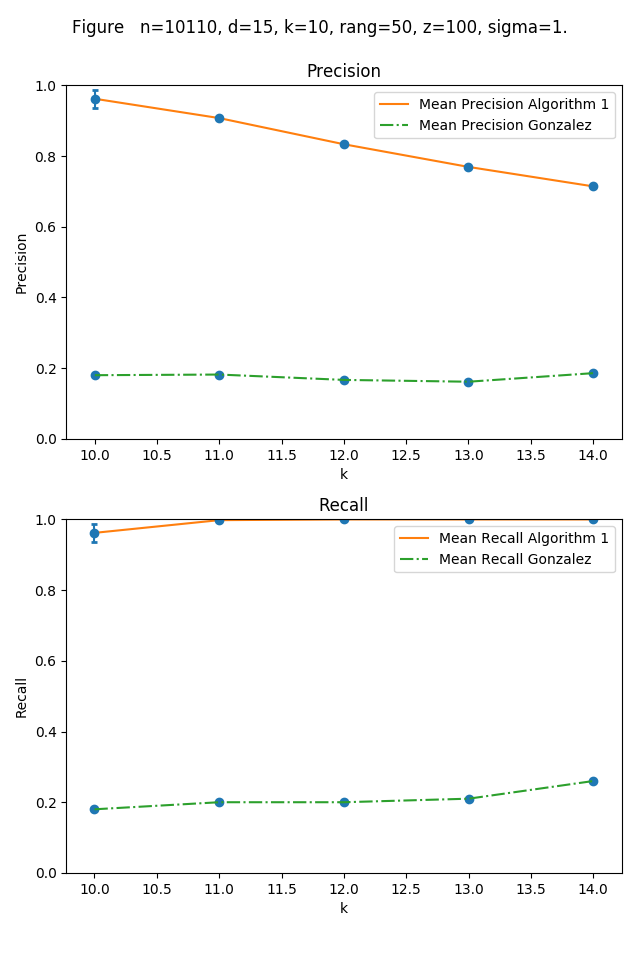 Figure   n=10110, d=15, k=10, rang=50, z=100, sigma=1.
Precision
1.0
0.8
0.6
0.4
0.2
0.0
Precision
Mean Precision Algorithm 1
Mean Precision Gonzalez
10.0 10.5 11.0 11.5 12.0 12.5 13.0 13.5 14.0
k
Recall
1.0
0.8
0.6
0.4
0.2
0.0
Recall
Mean Recall Algorithm 1
Mean Recall Gonzalez
10.0 10.5 11.0 11.5 12.0 12.5 13.0 13.5 14.0
k